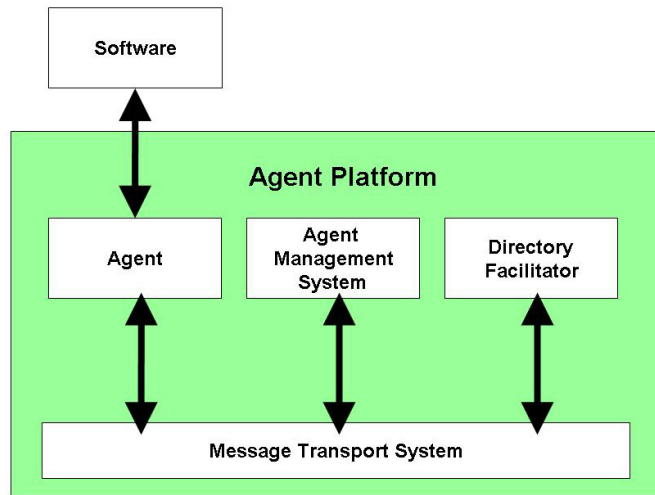 Software
Agent Platform
Agent
Agent
Management
System
Directory
Facilitator
Message Transport System